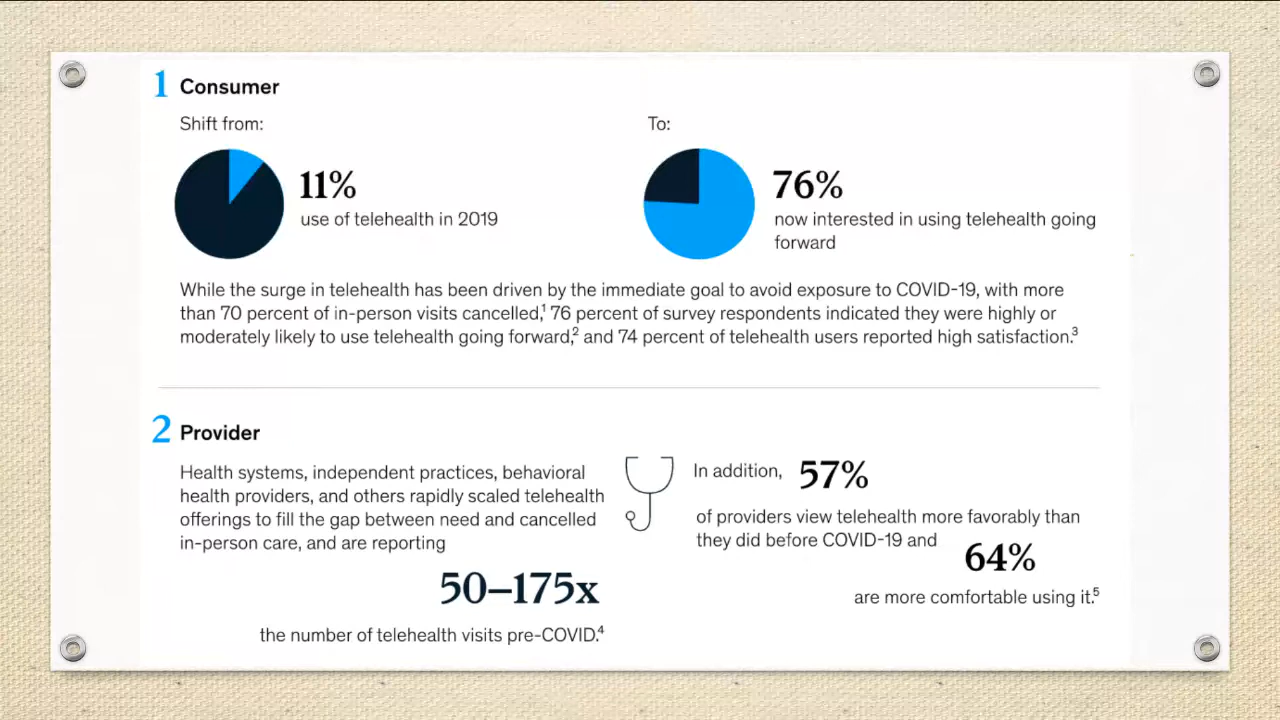 1 Consumer
Shift from:
11%
use of telehealth in 2019
To:
76%
now interested in using telehealth going
forward
While the surge in telehealth has been driven by the immediate goal to avoid exposure to COVID-19, with more
than 70 percent of in-person visits cancelled,¹ 76 percent of survey respondents indicated they were highly or
moderately likely to use telehealth going forward,² and 74 percent of telehealth users reported high satisfaction.³
2 Provider
Health systems, independent practices, behavioral
health providers, and others rapidly scaled telehealth
offerings to fill the gap between need and cancelled
in-person care, and are reporting
50–175x
the number of telehealth visits pre-COVID.⁴
In addition, 57%
of providers view telehealth more favorably than
they did before COVID-19 and
64%
are more comfortable using it.⁵